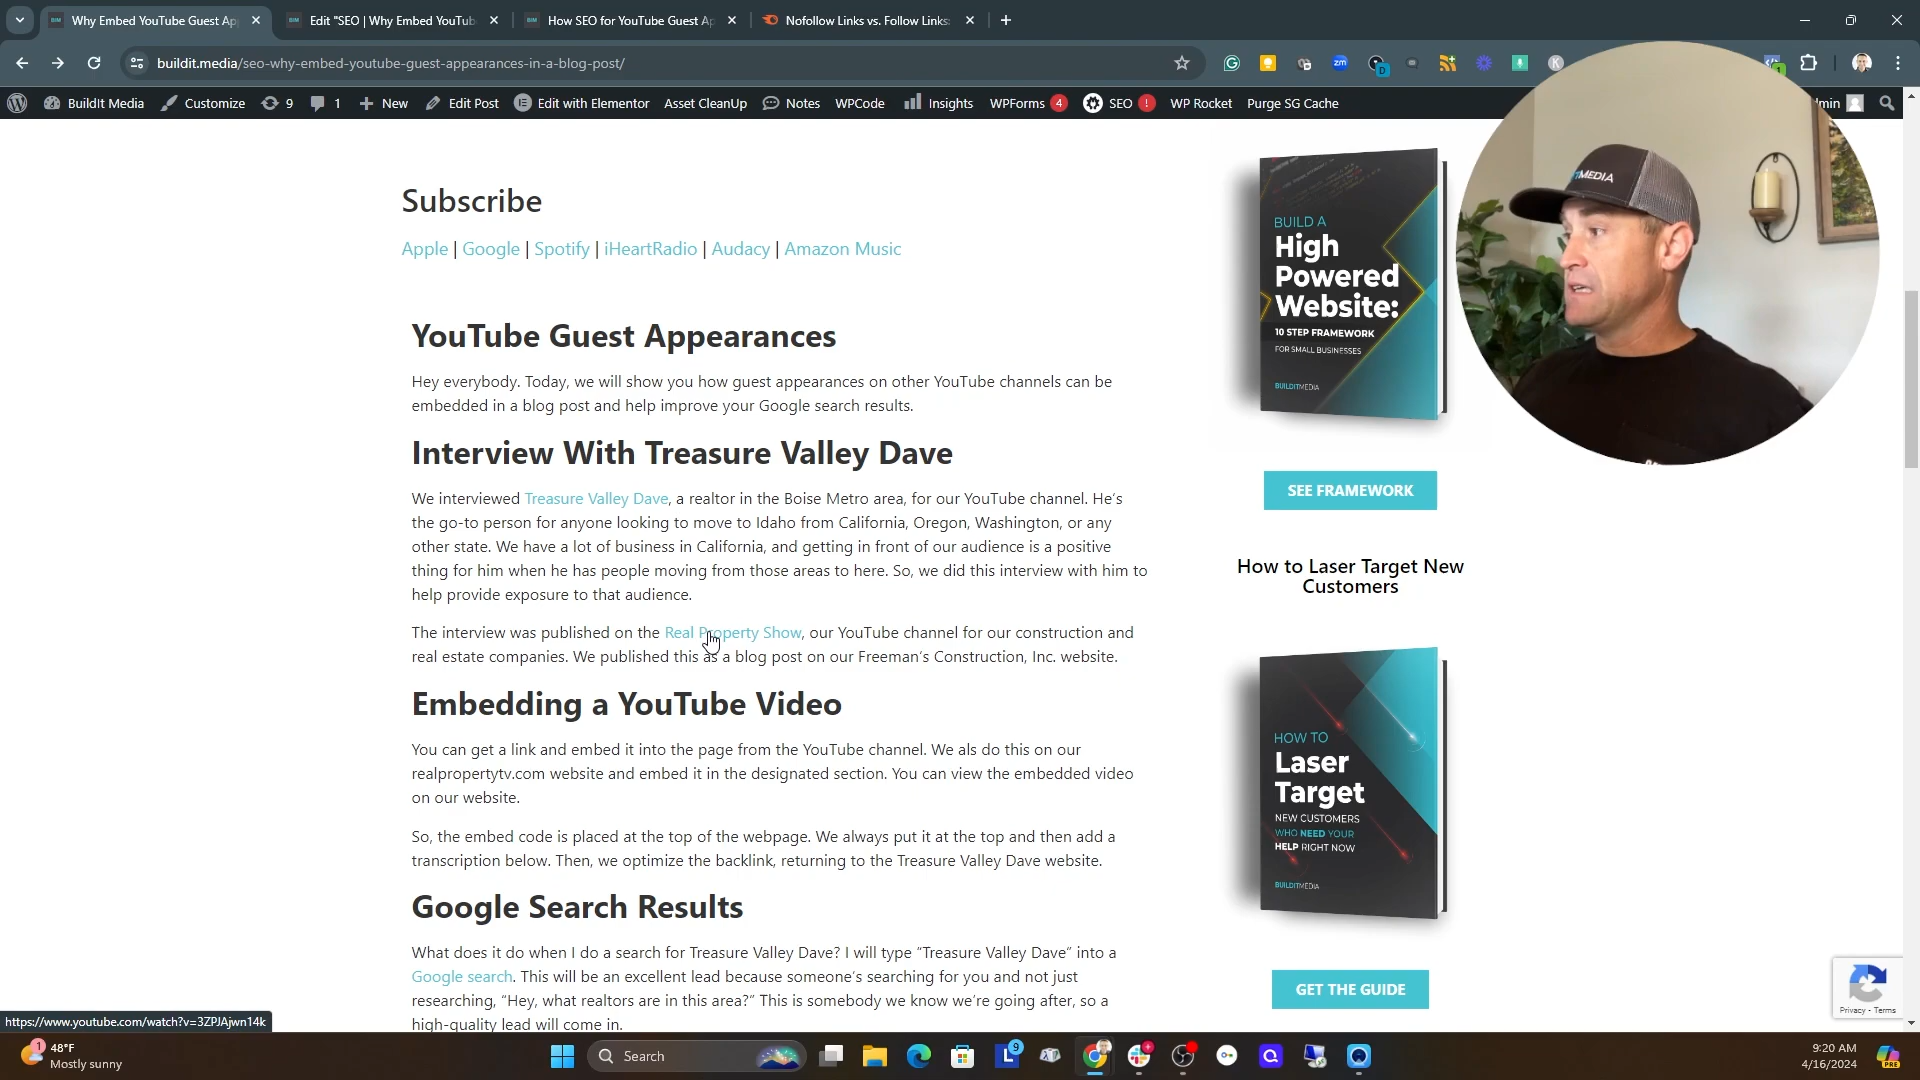 Why Embed YouTube Guest Ap
Edit "SEO | Why Embed YouTub
How SEO for YouTube Guest Ap
Nofollow Links vs. Follow Links:
buildit.media/seo-why-embed-youtube-guest-appearances-in-a-blog-post/
BuildIt Media
Customize
9
1
New
Edit Post
Edit with Elementor
Asset CleanUp
Notes
WPCode
Insights
WPForms 4
SEO !
WP Rocket
Purge SG Cache
Subscribe
Apple | Google | Spotify | iHeartRadio | Audacy | Amazon Music
YouTube Guest Appearances
Hey everybody. Today, we will show you how guest appearances on other YouTube channels can be
embedded in a blog post and help improve your Google search results.
Interview With Treasure Valley Dave
We interviewed Treasure Valley Dave, a realtor in the Boise Metro area, for our YouTube channel. He's
the go-to person for anyone looking to move to Idaho from California, Oregon, Washington, or any
other state. We have a lot of business in California, and getting in front of our audience is a positive
thing for him when he has people moving from those areas to here. So, we did this interview with him to
help provide exposure to that audience.
The interview was published on the Real Property Show, our YouTube channel for our construction and
real estate companies. We published this as a blog post on our Freeman's Construction, Inc. website.
Embedding a YouTube Video
You can get a link and embed it into the page from the YouTube channel. We als do this on our
realpropertytv.com website and embed it in the designated section. You can view the embedded video
on our website.
So, the embed code is placed at the top of the webpage. We always put it at the top and then add a
transcription below. Then, we optimize the backlink, returning to the Treasure Valley Dave website.
Google Search Results
What does it do when I do a search for Treasure Valley Dave? I will type "Treasure Valley Dave" into a
Google search. This will be an excellent lead because someone's searching for you and not just
researching, "Hey, what realtors are in this area?" This is somebody we know we're going after, so a
high-quality lead will come in.
BUILD A
High
Powered
Website:
10 STEP FRAMEWORK
FOR SMALL BUSINESSES
BUILDITMEDIA
SEE FRAMEWORK
How to Laser Target New
Customers
HOW TO
Laser
Target
NEW CUSTOMERS
WHO NEED YOUR
HELP RIGHT NOW
BUILDITMEDIA
GET THE GUIDE
Privacy - Terms
https://www.youtube.com/watch?v=3ZPJAjwn14k
1
48°F
Mostly sunny
Search
9
9:20 AM
4/16/2024